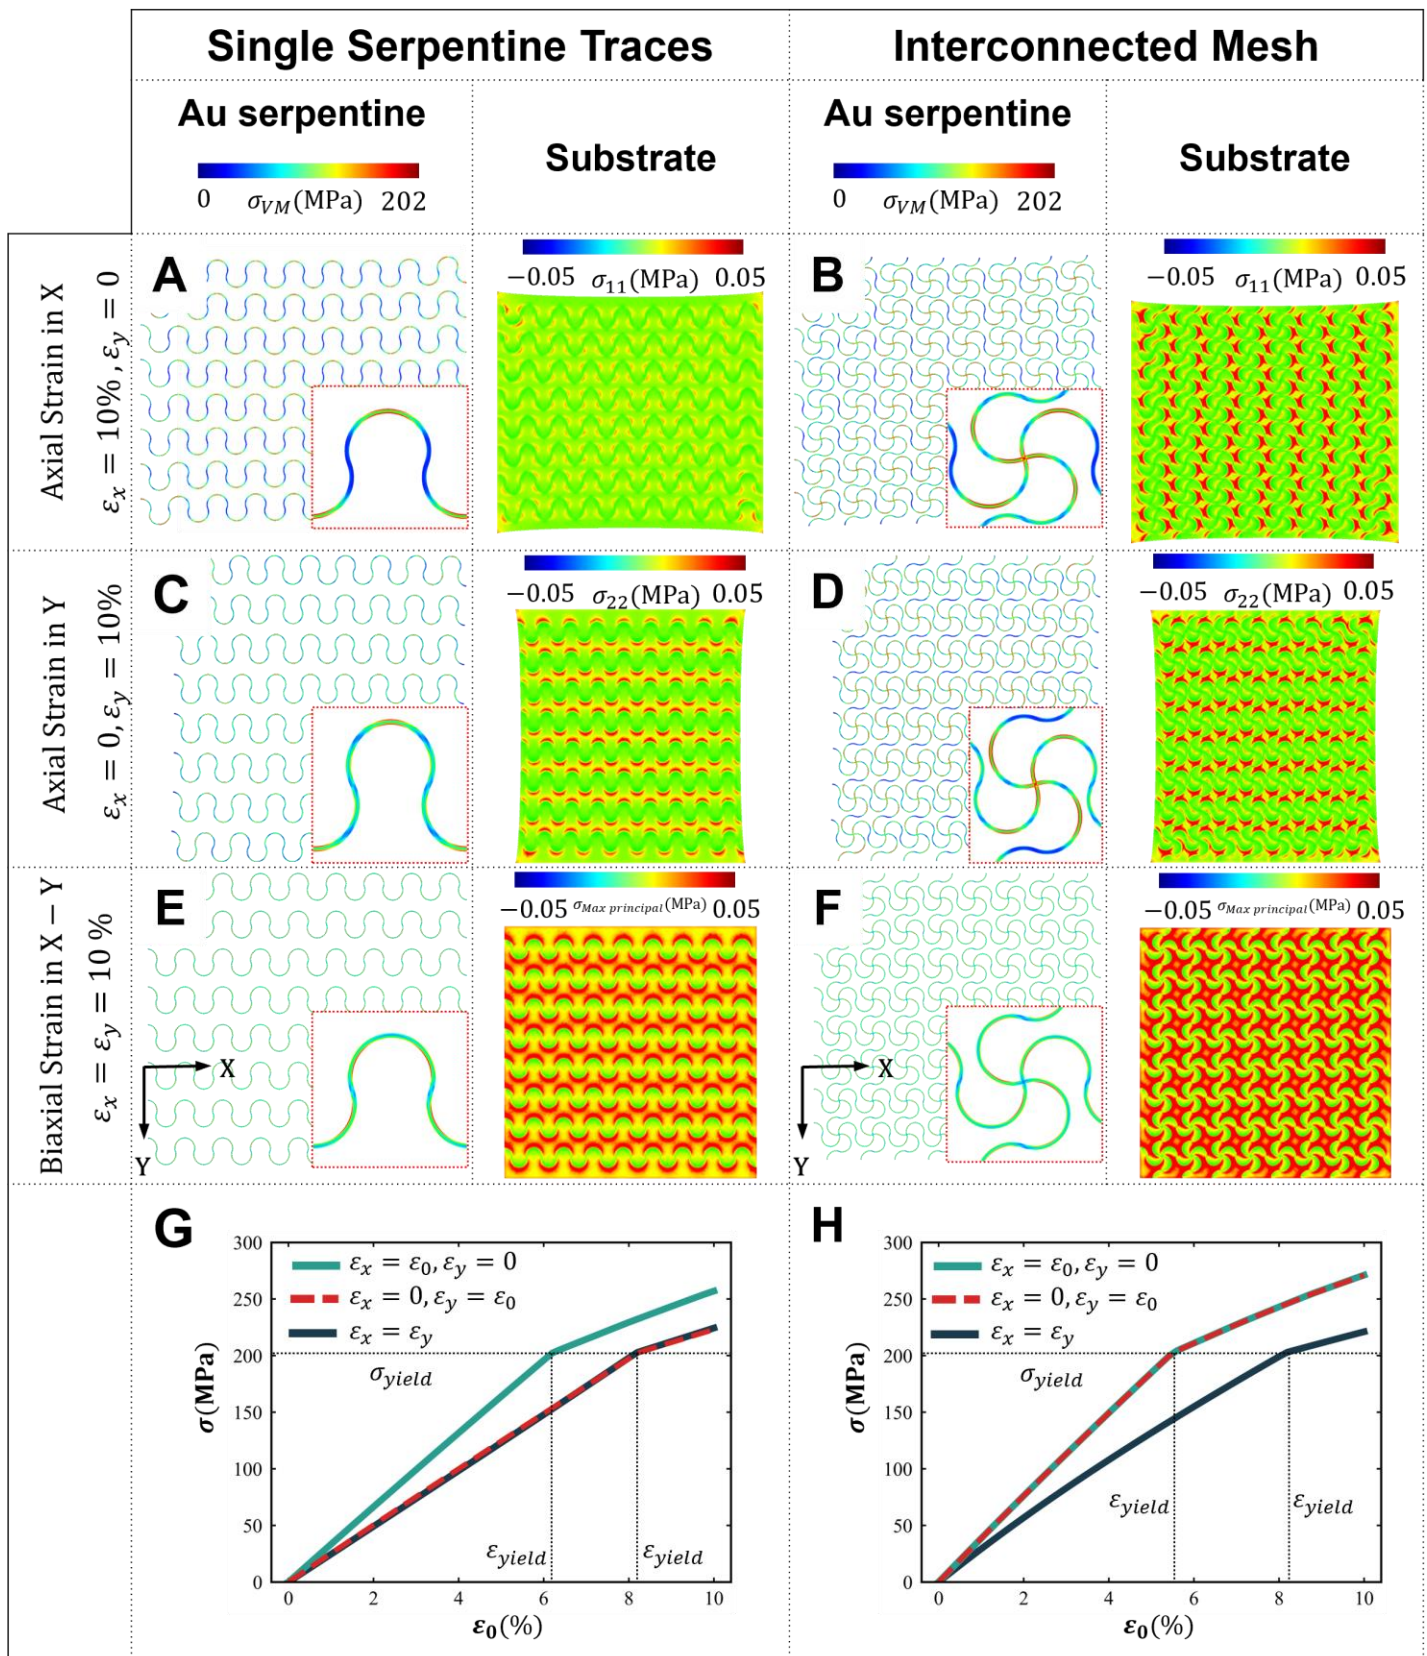 Single Serpentine Traces
Interconnected Mesh
Au serpentine
0 σVM(MPa) 202
Substrate
Au serpentine
0 σVM(MPa) 202
Substrate
Axial Strain in X
εx = 10%, εy = 0
A
−0.05 σ11(MPa) 0.05
B
−0.05 σ11(MPa) 0.05
Axial Strain in Y
εx = 0, εy = 10%
C
−0.05 σ22(MPa) 0.05
D
−0.05 σ22(MPa) 0.05
Biaxial Strain in X − Y
εx = εy = 10 %
E
X
Y
−0.05 σMax principal(MPa) 0.05
F
X
Y
−0.05 σMax principal(MPa) 0.05
G
εx = ε0, εy = 0
εx = 0, εy = ε0
εx = εy
σyield
εyield
εyield
σ(MPa)
300
250
200
150
100
50
0
0 2 4 6 8 10
ε0(%)
H
εx = ε0, εy = 0
εx = 0, εy = ε0
εx = εy
σyield
εyield
εyield
σ(MPa)
300
250
200
150
100
50
0
0 2 4 6 8 10
ε0(%)